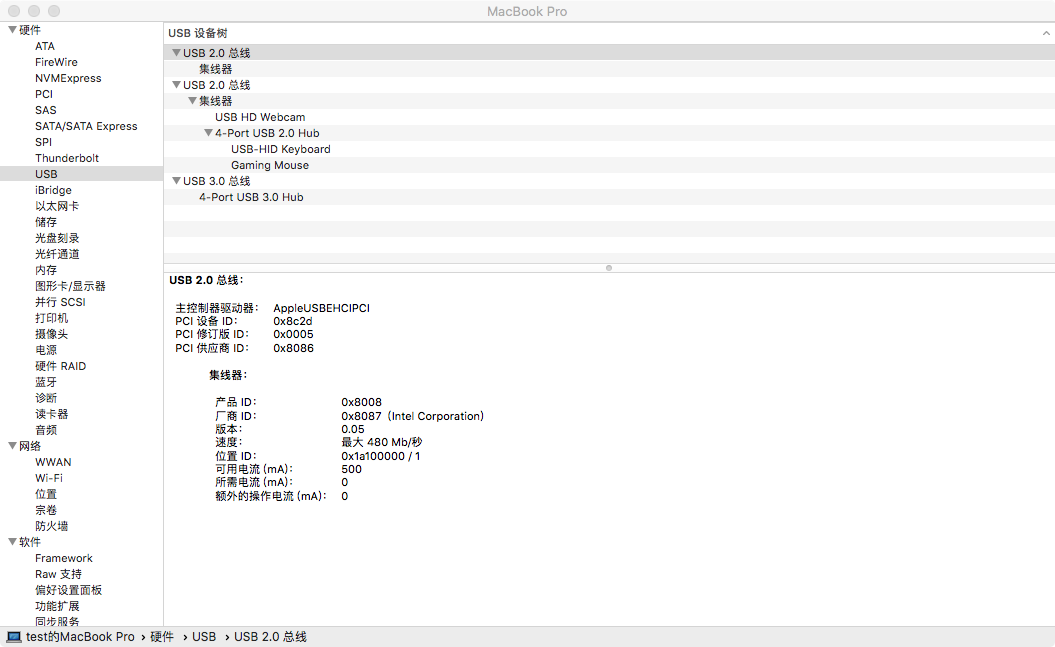 MacBook Pro
硬件
ATA
FireWire
NVMExpress
PCI
SAS
SATA/SATA Express
SPI
Thunderbolt
USB
iBridge
以太网卡
储存
光盘刻录
光纤通道
内存
图形卡/显示器
并行 SCSI
打印机
摄像头
电源
硬件 RAID
蓝牙
诊断
读卡器
音频
网络
WWAN
Wi-Fi
位置
宗卷
防火墙
软件
Framework
Raw 支持
偏好设置面板
功能扩展
同步服务
USB 设备树
USB 2.0 总线
集线器
USB 2.0 总线
集线器
USB HD Webcam
4-Port USB 2.0 Hub
USB-HID Keyboard
Gaming Mouse
USB 3.0 总线
4-Port USB 3.0 Hub
USB 2.0 总线：
主控制器驱动器： AppleUSBEHCIPCI
PCI 设备 ID： 0x8c2d
PCI 修订版 ID： 0x0005
PCI 供应商 ID： 0x8086
集线器：
产品 ID： 0x8008
厂商 ID： 0x8087（Intel Corporation)
版本： 0.05
速度： 最大 480 Mb/秒
位置 ID： 0x1a100000 / 1
可用电流 (mA)： 500
所需电流 (mA)： 0
额外的操作电流 (mA)： 0
test的MacBook Pro › 硬件 › USB › USB 2.0 总线